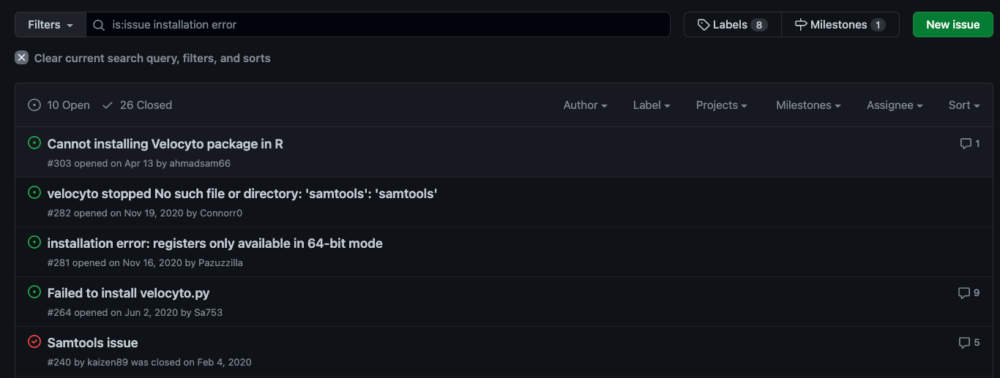 Filters is:issue installation error Labels 8 Milestones 1 New issue
Clear current search query, filters, and sorts
10 Open 26 Closed Author Label Projects Milestones Assignee Sort
Cannot installing Velocyto package in R 1
#303 opened on Apr 13 by ahmadsam66
velocyto stopped No such file or directory: 'samtools': 'samtools'
#282 opened on Nov 19, 2020 by Connorr0
installation error: registers only available in 64-bit mode
#281 opened on Nov 16, 2020 by Pazuzzilla
Failed to install velocyto.py 9
#264 opened on Jun 2, 2020 by Sa753
Samtools issue 5
#240 by kaizen89 was closed on Feb 4, 2020